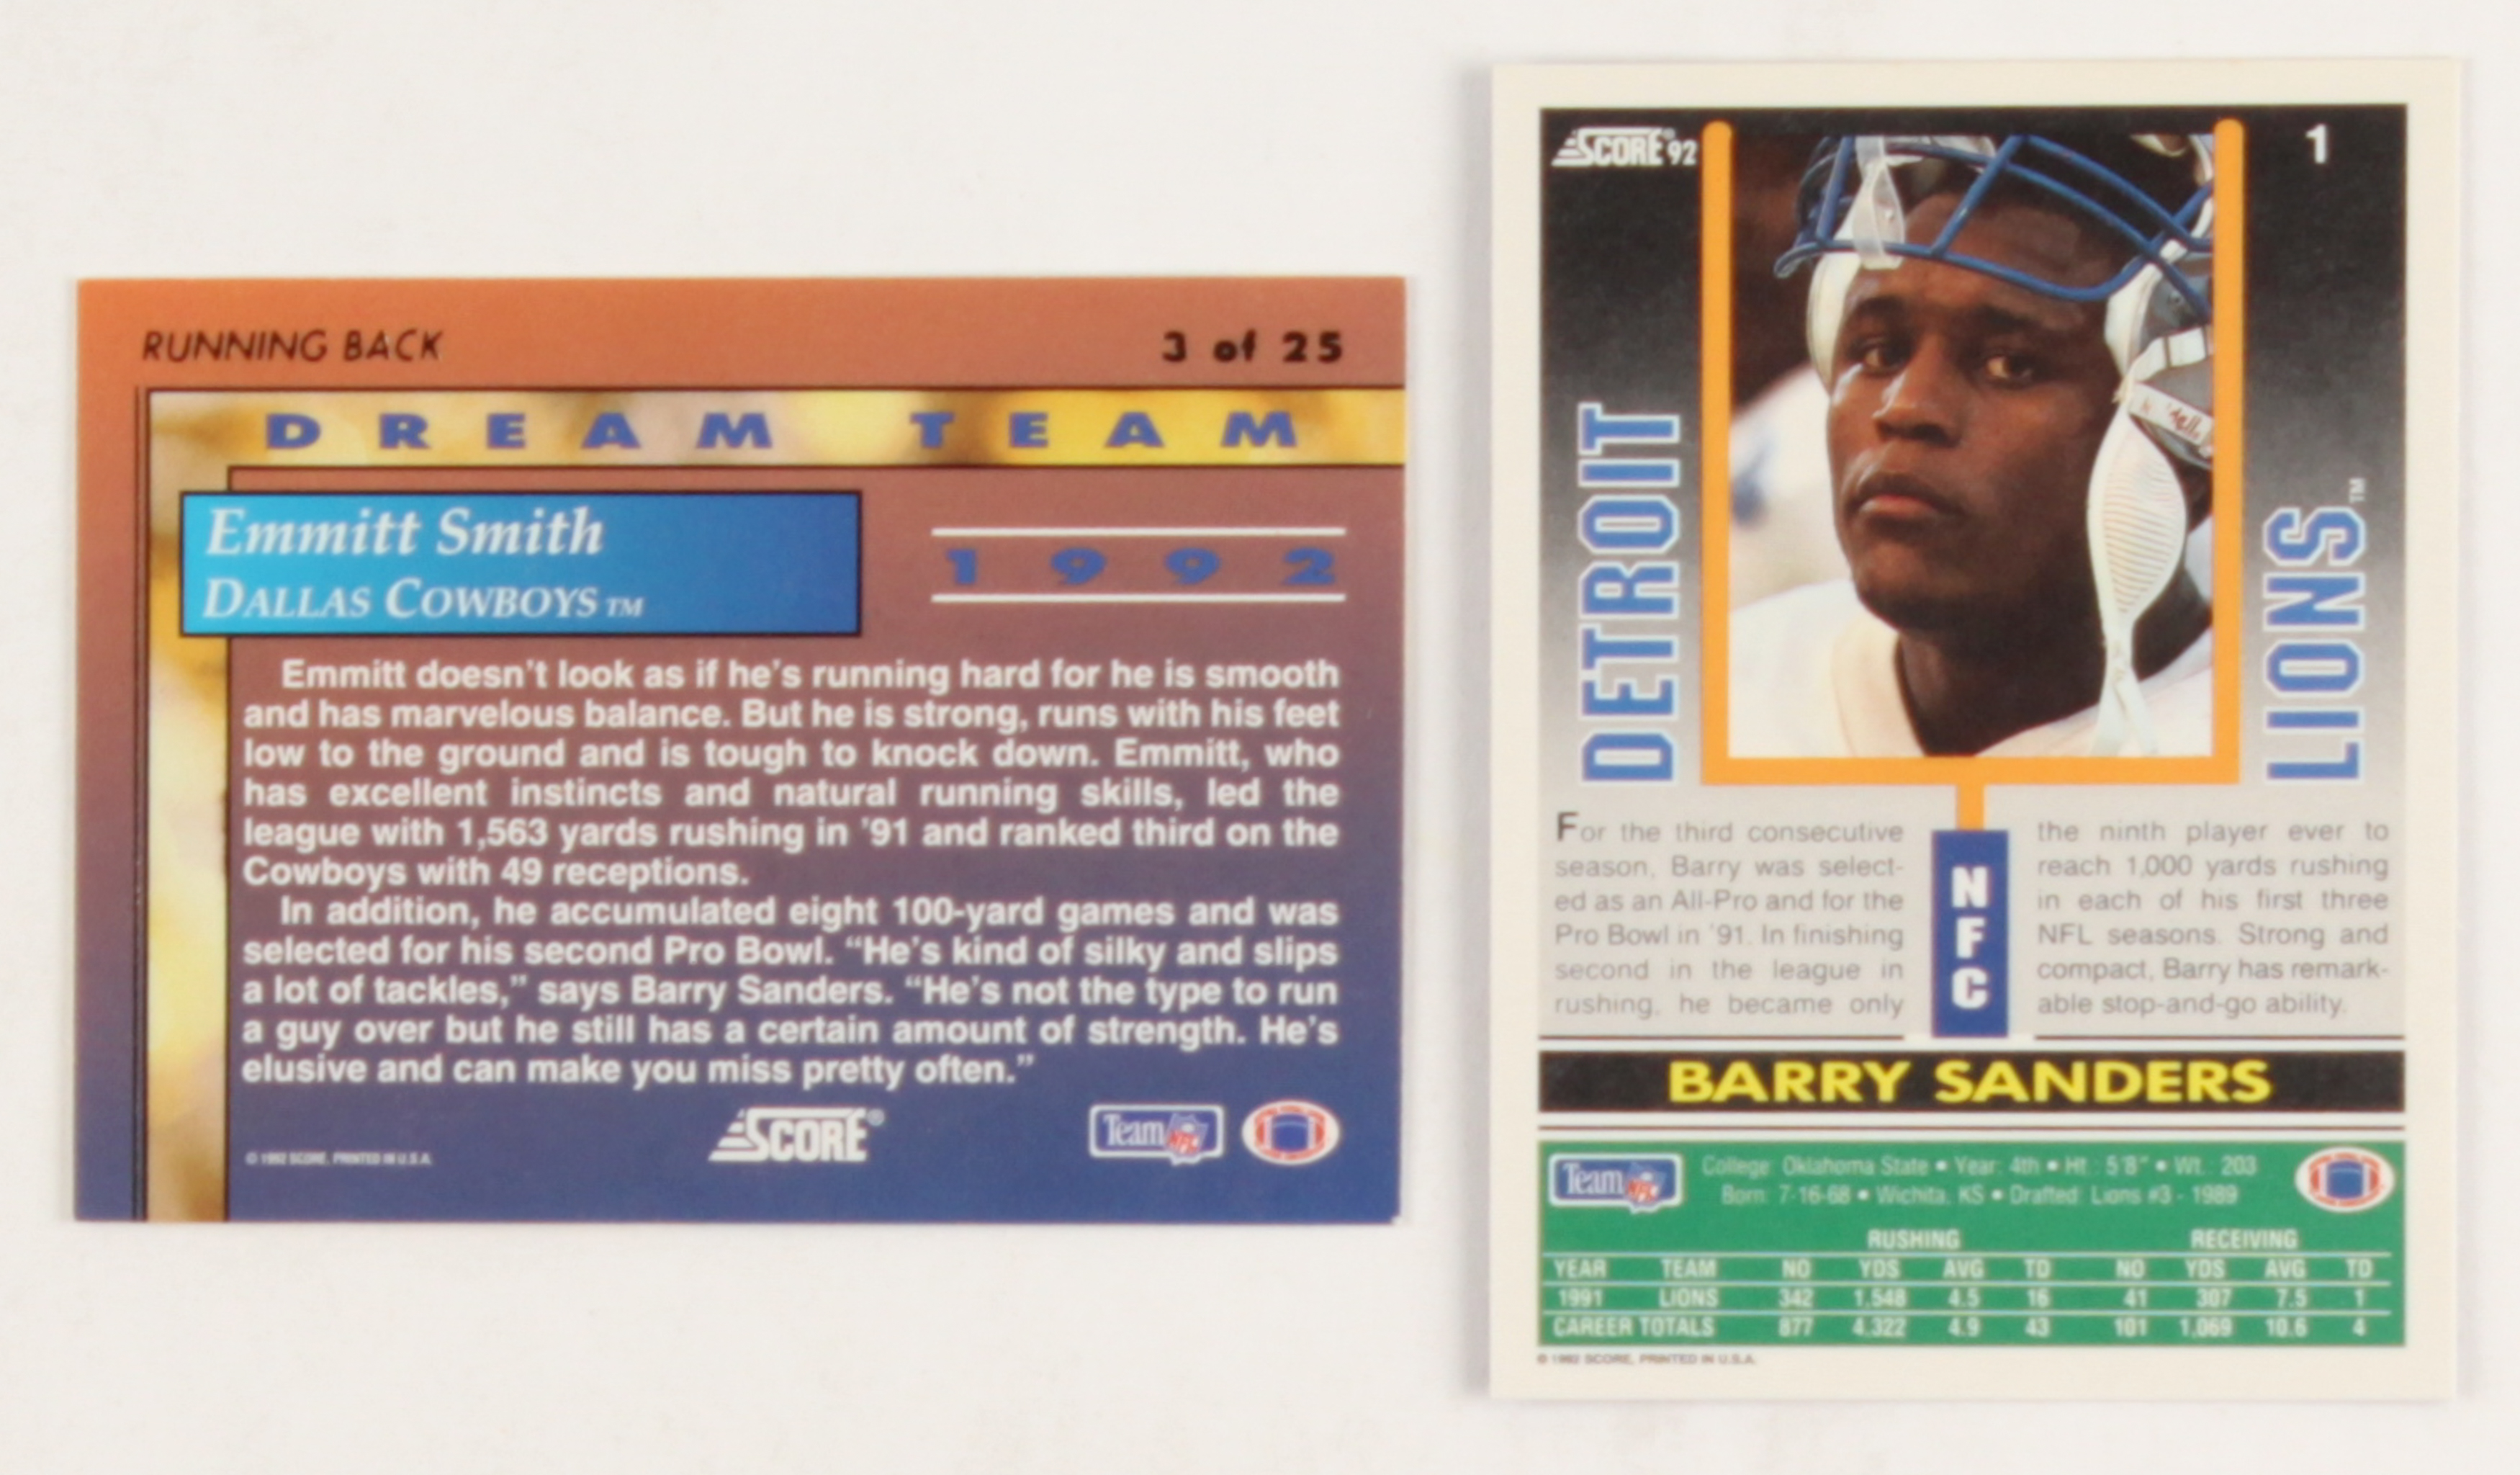 RUNNING BACK 3 of 25
DREAM TEAM
Emmitt Smith
DALLAS COWBOYS TM
1992
Emmitt doesn't look as if he's running hard for he is smooth
and has marvelous balance. But he is strong, runs with his feet
low to the ground and is tough to knock down. Emmitt, who
has excellent instincts and natural running skills, led the
league with 1,563 yards rushing in '91 and ranked third on the
Cowboys with 49 receptions.
In addition, he accumulated eight 100-yard games and was
selected for his second Pro Bowl. “He's kind of silky and slips
a lot of tackles,” says Barry Sanders. “He's not the type to run
a guy over but he still has a certain amount of strength. He's
elusive and can make you miss pretty often.”
© 1992 SCORE, PRINTED IN U.S.A.
SCORE®
Team NFL
SCORE® 92
1
DETROIT
LIONS™
For the third consecutive
season, Barry was select-
ed as an All-Pro and for the
Pro Bowl in '91. In finishing
second in the league in
rushing, he became only
NFC
the ninth player ever to
reach 1,000 yards rushing
in each of his first three
NFL seasons. Strong and
compact, Barry has remark-
able stop-and-go ability.
BARRY SANDERS
Team NFL
College: Oklahoma State • Year: 4th • Ht.: 5'8" • Wt.: 203
Born: 7-16-68 • Wichita, KS • Drafted: Lions #3 - 1989
RUSHING RECEIVING
YEAR TEAM NO YDS AVG TD NO YDS AVG TD
1991 LIONS 342 1,548 4.5 16 41 307 7.5 1
CAREER TOTALS 877 4,322 4.9 43 101 1,069 10.6 4
© 1992 SCORE, PRINTED IN U.S.A.